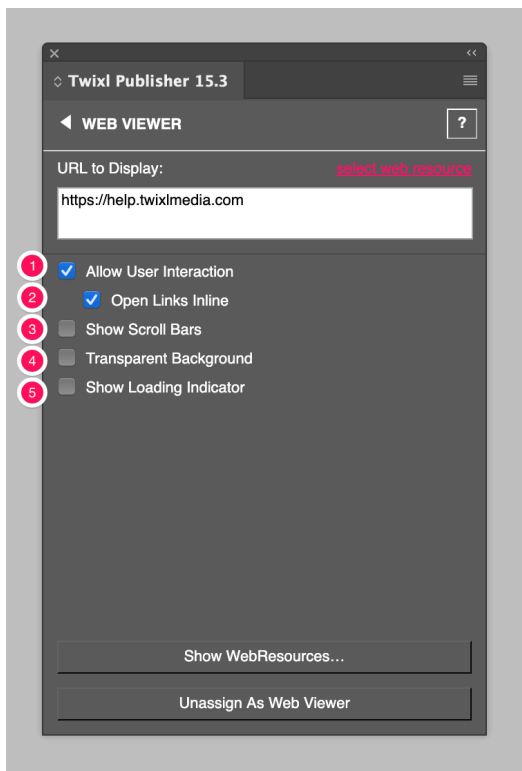 Twixl Publisher 15.3
WEB VIEWER
?
URL to Display: select web resource
https://help.twixlmedia.com
1 Allow User Interaction
2 Open Links Inline
3 Show Scroll Bars
4 Transparent Background
5 Show Loading Indicator
Show WebResources...
Unassign As Web Viewer